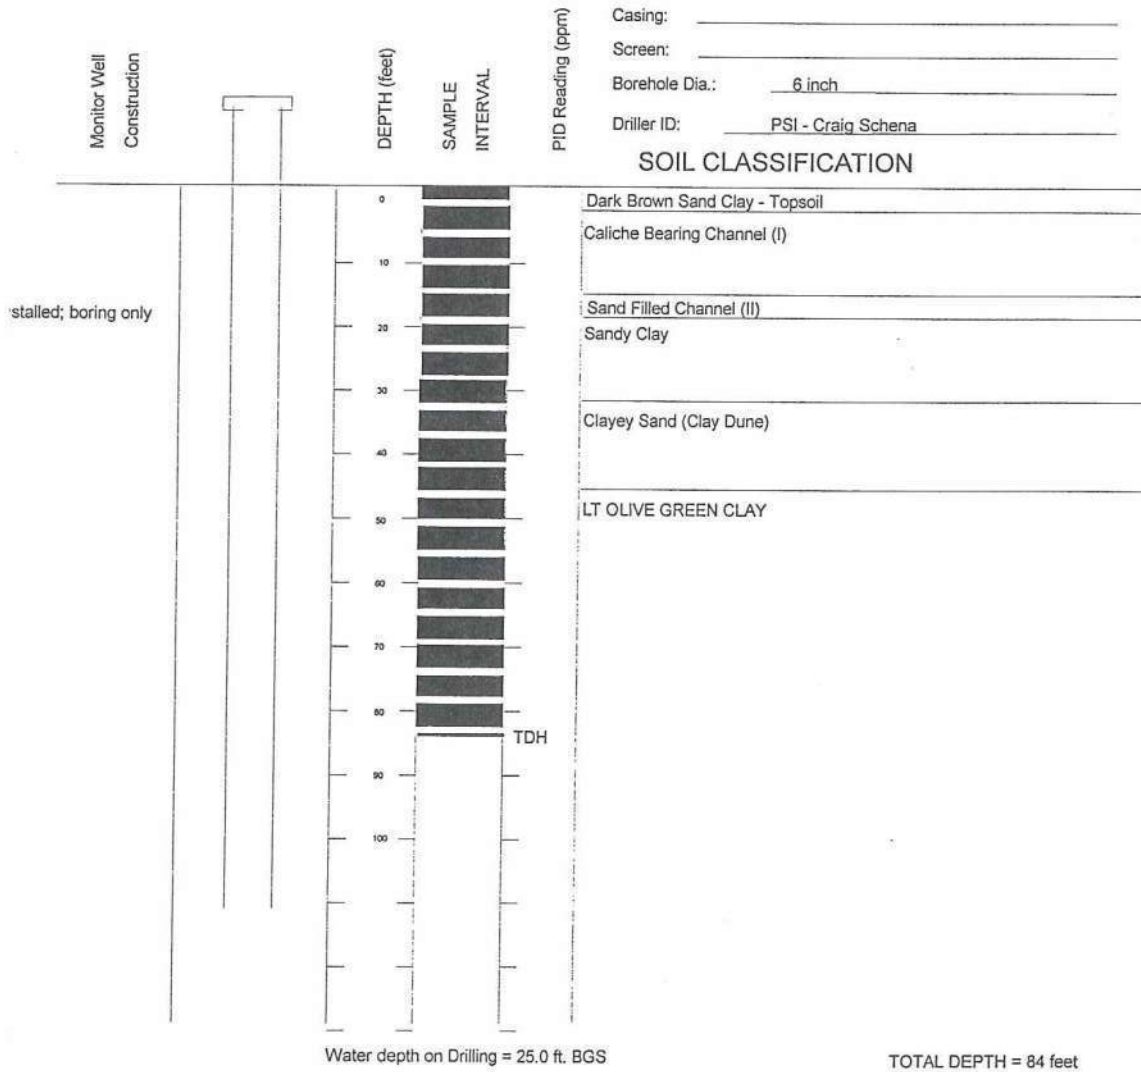 Casing:
Screen:
Borehole Dia.: 6 inch
Driller ID: PSI - Craig Schena
Monitor Well
Construction
DEPTH (feet)
SAMPLE
INTERVAL
PID Reading (ppm)
SOIL CLASSIFICATION
0
Dark Brown Sand Clay - Topsoil
Caliche Bearing Channel (I)
10
stalled; boring only
Sand Filled Channel (II)
20
Sandy Clay
30
Clayey Sand (Clay Dune)
40
LT OLIVE GREEN CLAY
50
60
70
80
TDH
90
100
Water depth on Drilling = 25.0 ft. BGS
TOTAL DEPTH = 84 feet